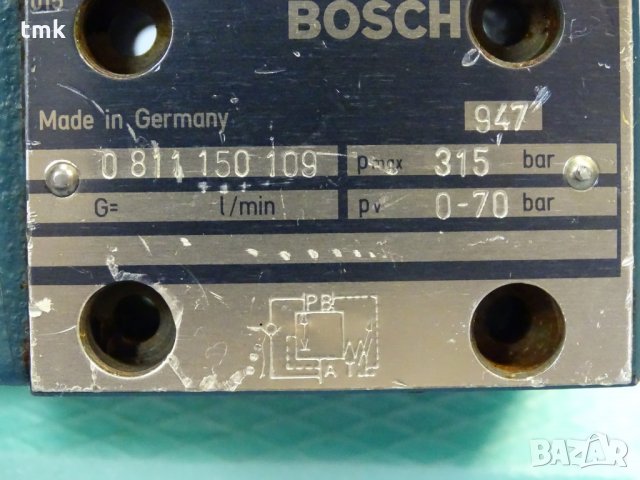 015
tmk
BOSCH
Made in Germany 947
0 811 150 109 pmax 315 bar
G= l/min pv 0-70 bar
P B
A T
BAZAR